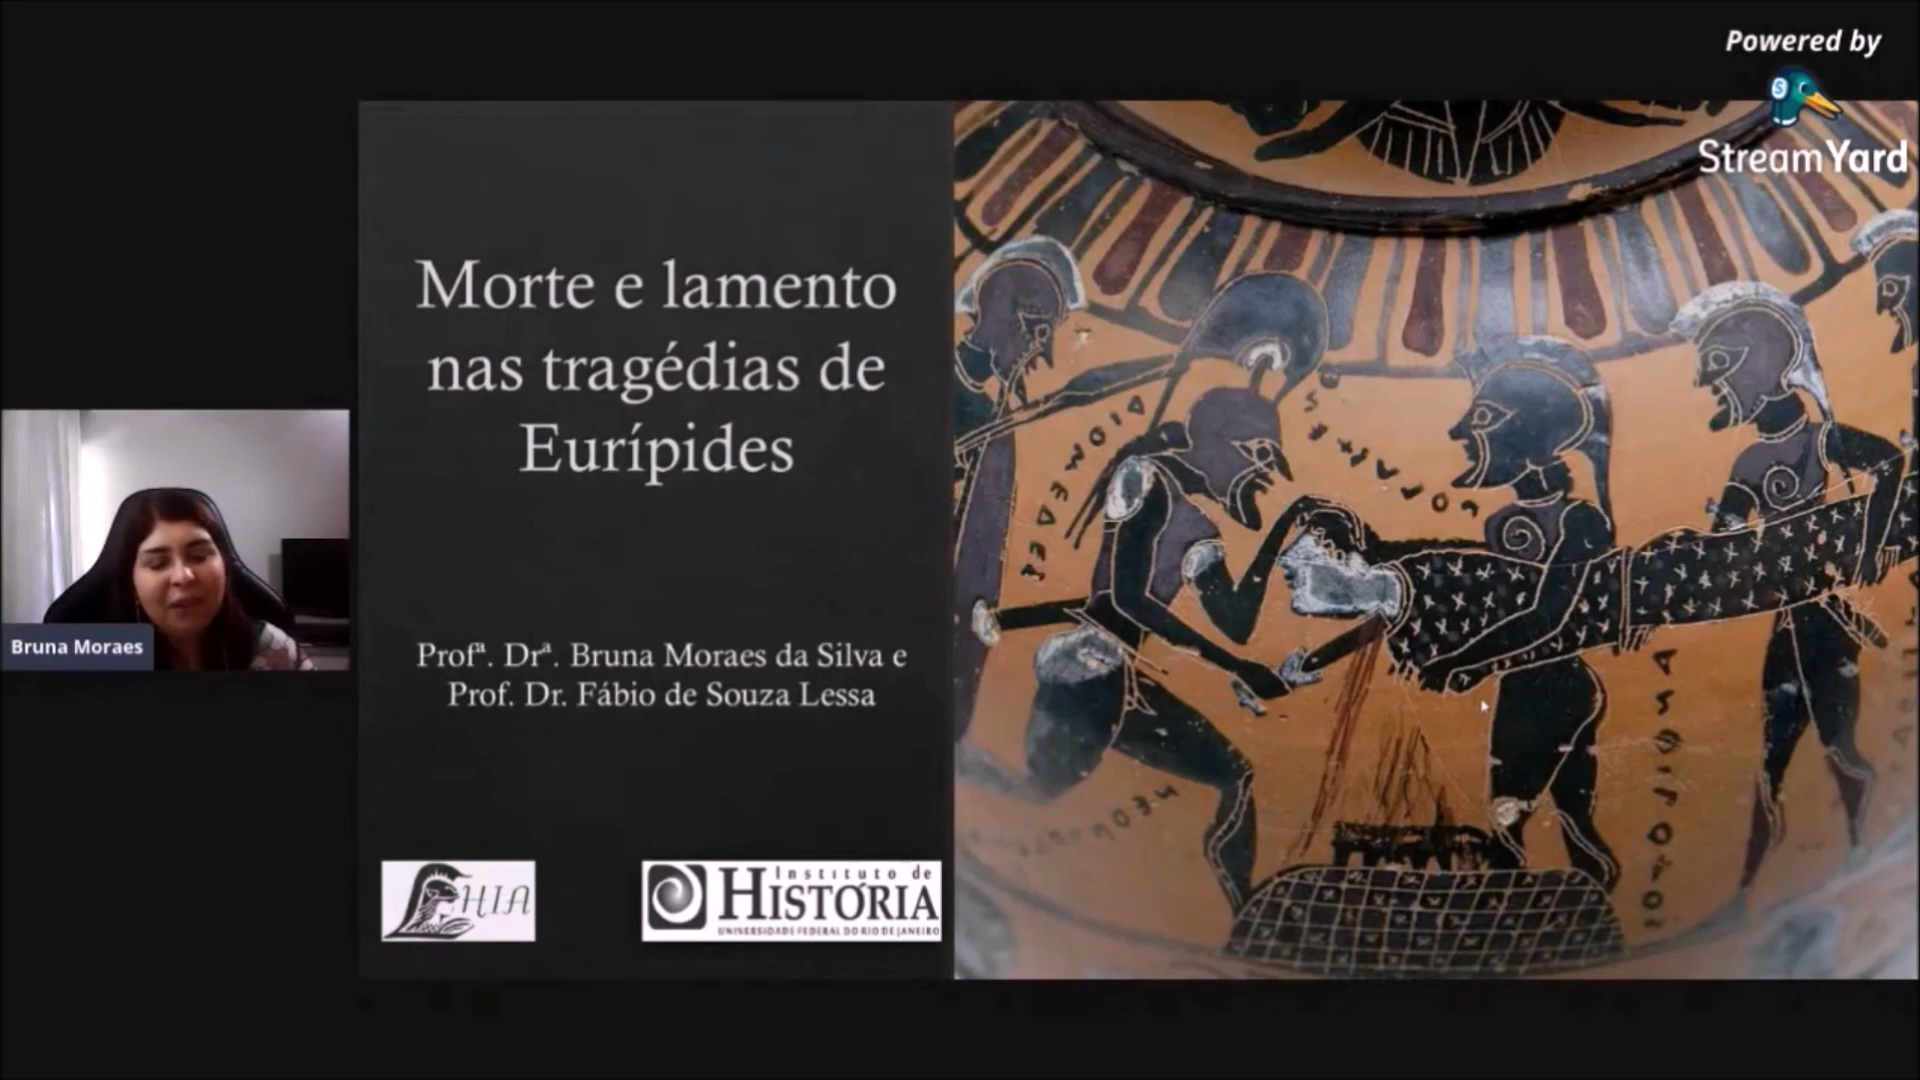 Powered by
StreamYard
Morte e lamento
nas tragédias de
Eurípides
Profª. Drª. Bruna Moraes da Silva e
Prof. Dr. Fábio de Souza Lessa
Bruna Moraes
LHIA
Instituto de
HISTÓRIA
UNIVERSIDADE FEDERAL DO RIO DE JANEIRO